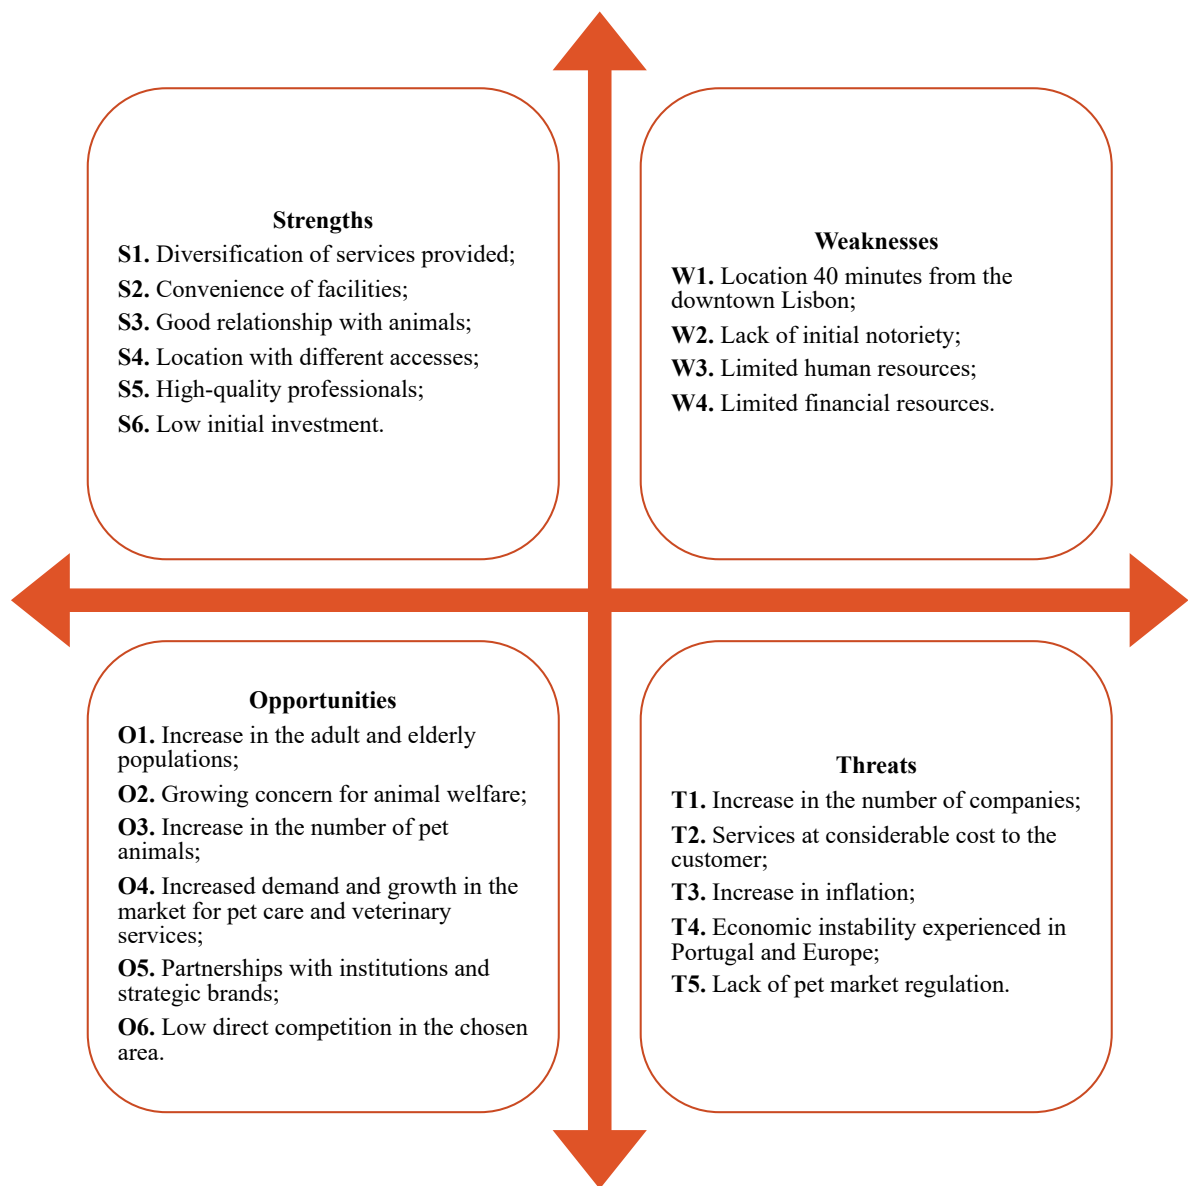 Strengths
S1. Diversification of services provided;
S2. Convenience of facilities;
S3. Good relationship with animals;
S4. Location with different accesses;
S5. High-quality professionals;
S6. Low initial investment.
Weaknesses
W1. Location 40 minutes from the
downtown Lisbon;
W2. Lack of initial notoriety;
W3. Limited human resources;
W4. Limited financial resources.
Opportunities
O1. Increase in the adult and elderly
populations;
O2. Growing concern for animal welfare;
O3. Increase in the number of pet
animals;
O4. Increased demand and growth in the
market for pet care and veterinary
services;
O5. Partnerships with institutions and
strategic brands;
O6. Low direct competition in the chosen
area.
Threats
T1. Increase in the number of companies;
T2. Services at considerable cost to the
customer;
T3. Increase in inflation;
T4. Economic instability experienced in
Portugal and Europe;
T5. Lack of pet market regulation.